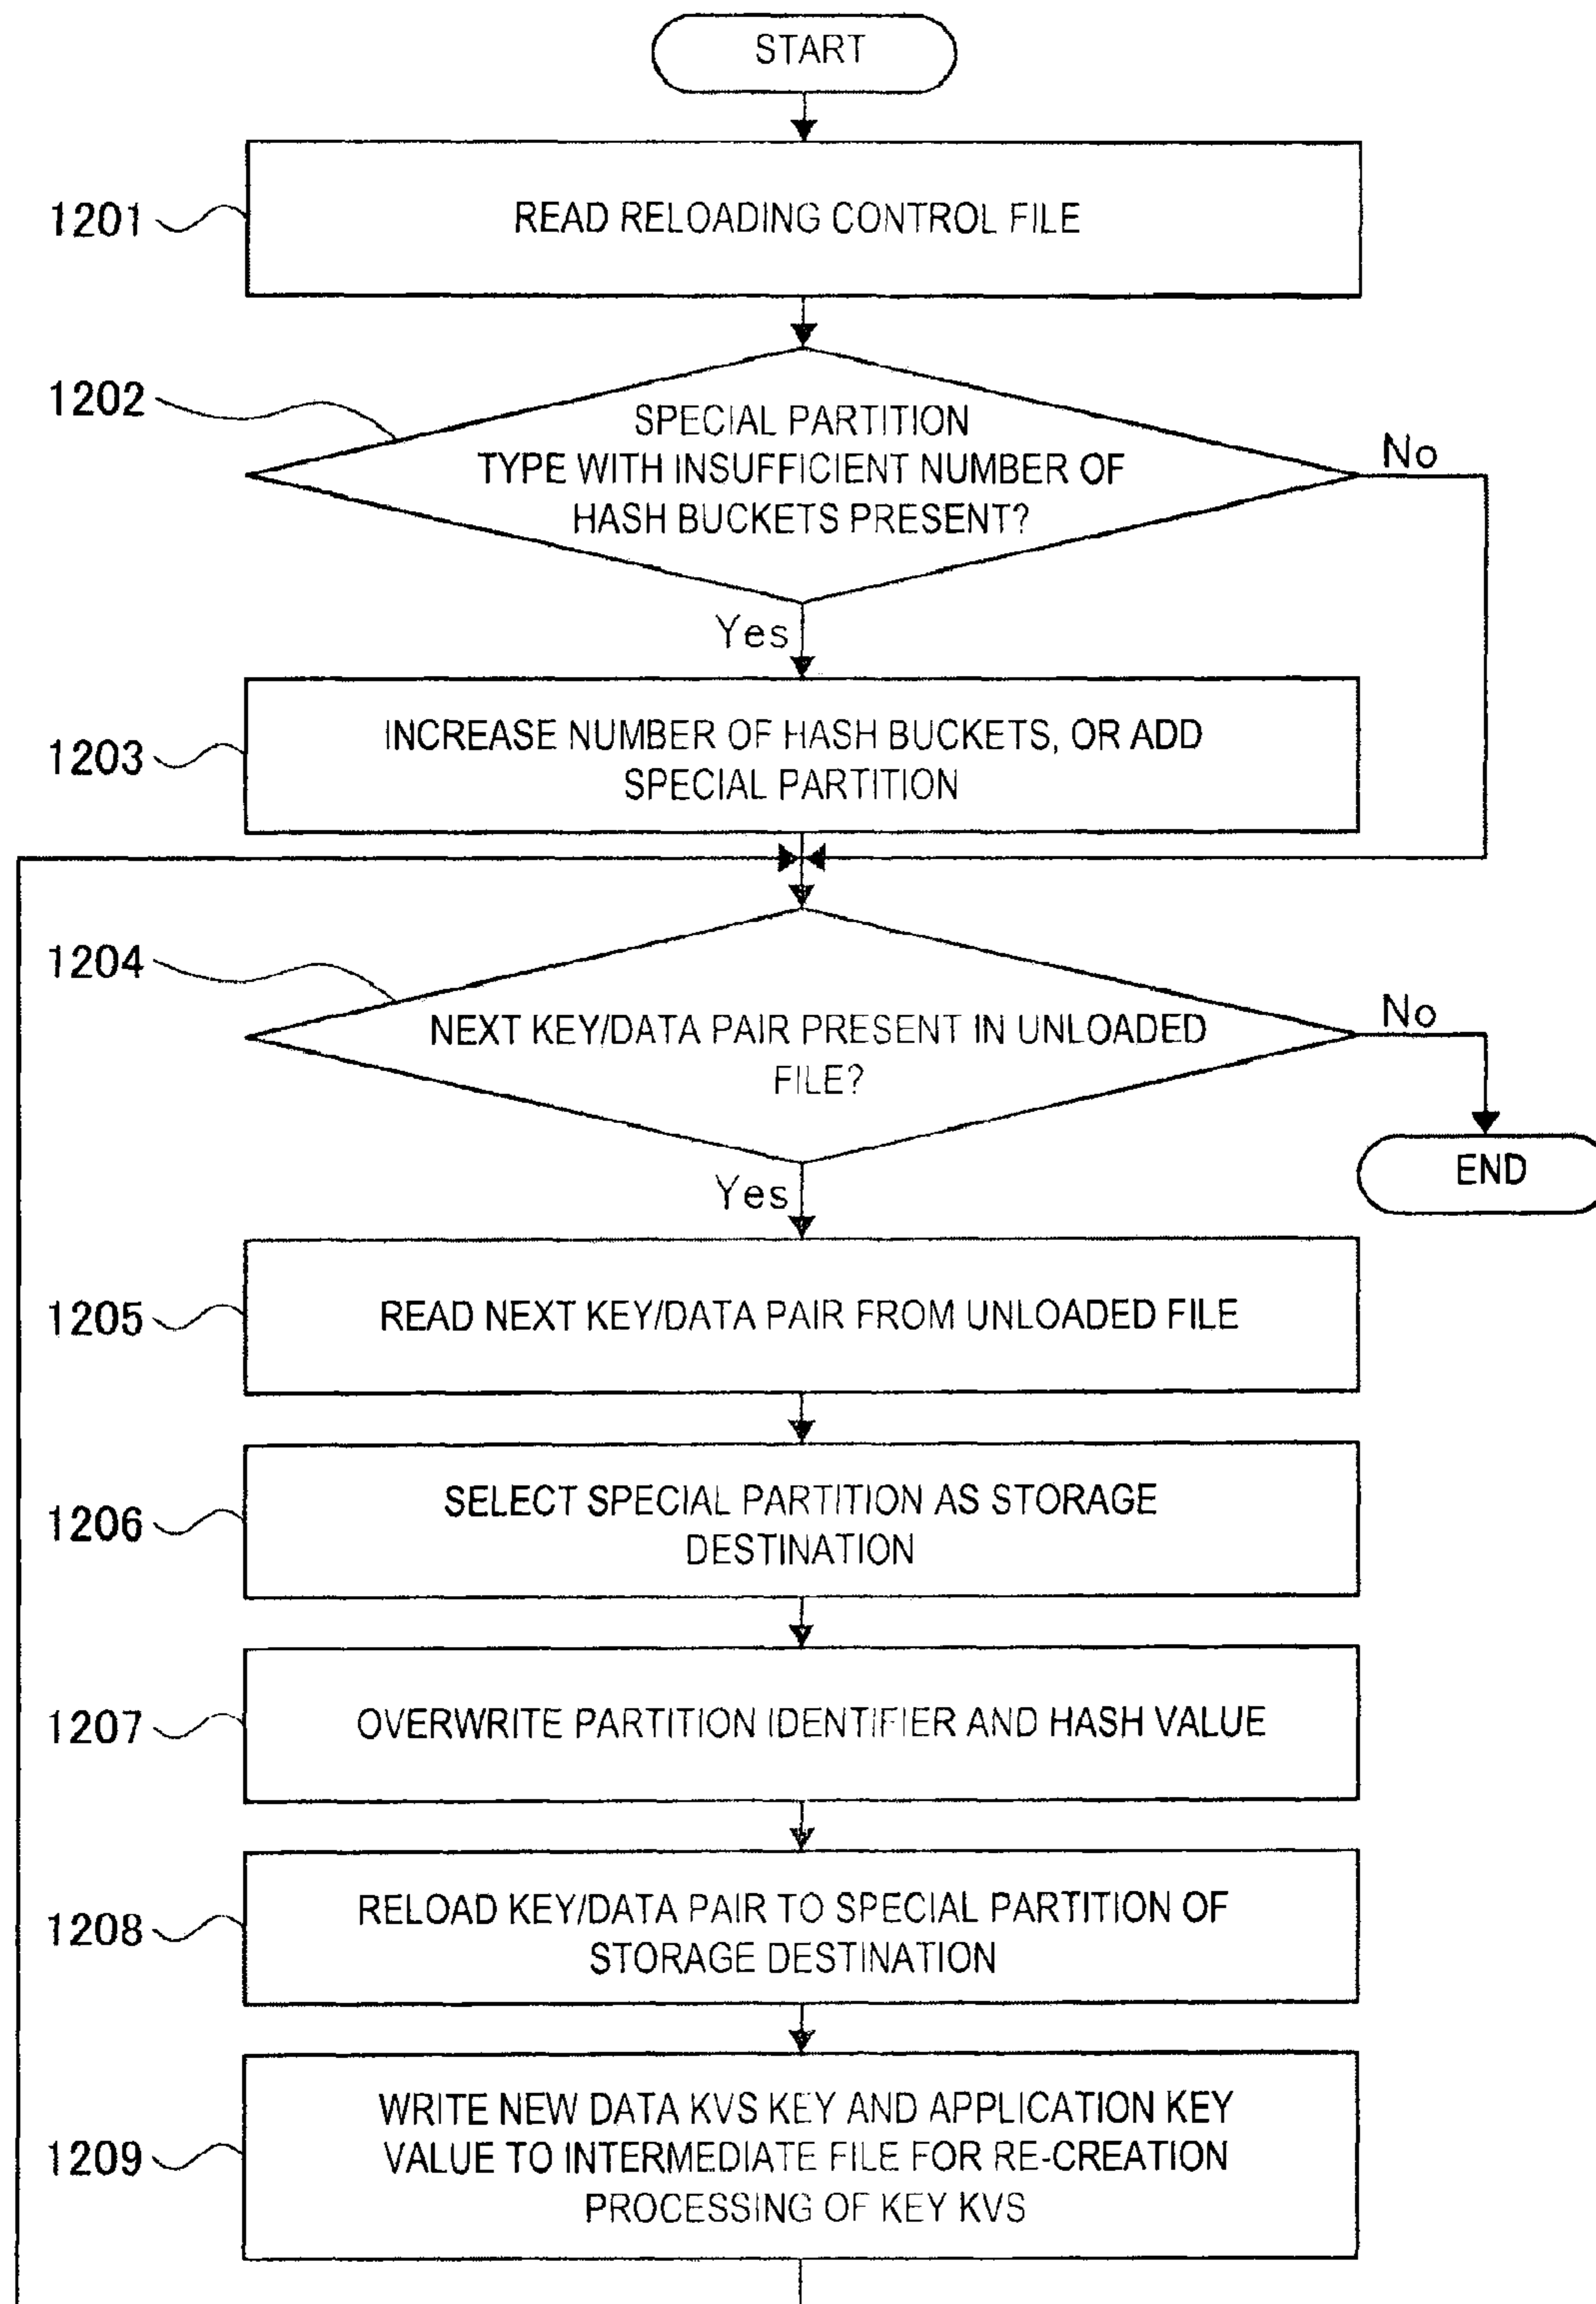 START
1201
READ RELOADING CONTROL FILE
1202
SPECIAL PARTITION
TYPE WITH INSUFFICIENT NUMBER OF
HASH BUCKETS PRESENT?
No
Yes
1203
INCREASE NUMBER OF HASH BUCKETS, OR ADD
SPECIAL PARTITION
1204
NEXT KEY/DATA PAIR PRESENT IN UNLOADED
FILE?
No
END
Yes
1205
READ NEXT KEY/DATA PAIR FROM UNLOADED FILE
1206
SELECT SPECIAL PARTITION AS STORAGE
DESTINATION
1207
OVERWRITE PARTITION IDENTIFIER AND HASH VALUE
1208
RELOAD KEY/DATA PAIR TO SPECIAL PARTITION OF
STORAGE DESTINATION
1209
WRITE NEW DATA KVS KEY AND APPLICATION KEY
VALUE TO INTERMEDIATE FILE FOR RE-CREATION
PROCESSING OF KEY KVS